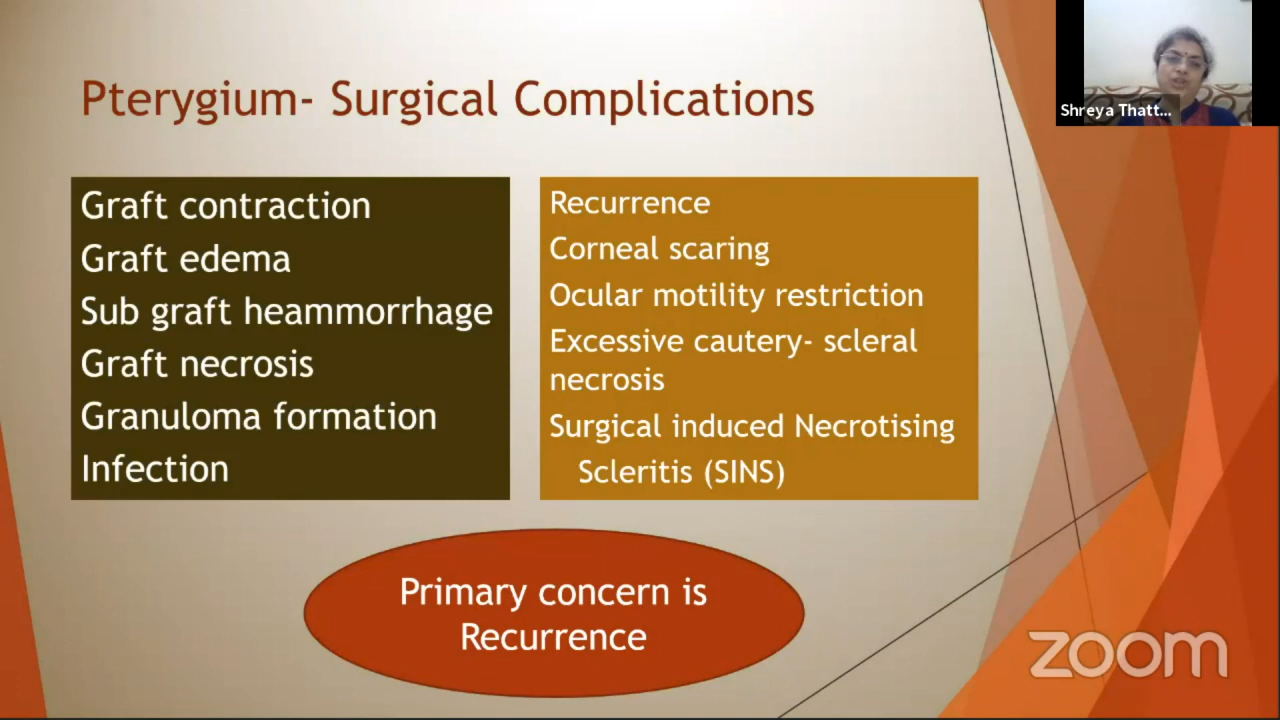 Pterygium- Surgical Complications
Shreya Thatt...
Graft contraction
Graft edema
Sub graft heammorrhage
Graft necrosis
Granuloma formation
Infection
Recurrence
Corneal scaring
Ocular motility restriction
Excessive cautery- scleral
necrosis
Surgical induced Necrotising
Scleritis (SINS)
Primary concern is
Recurrence
zoom